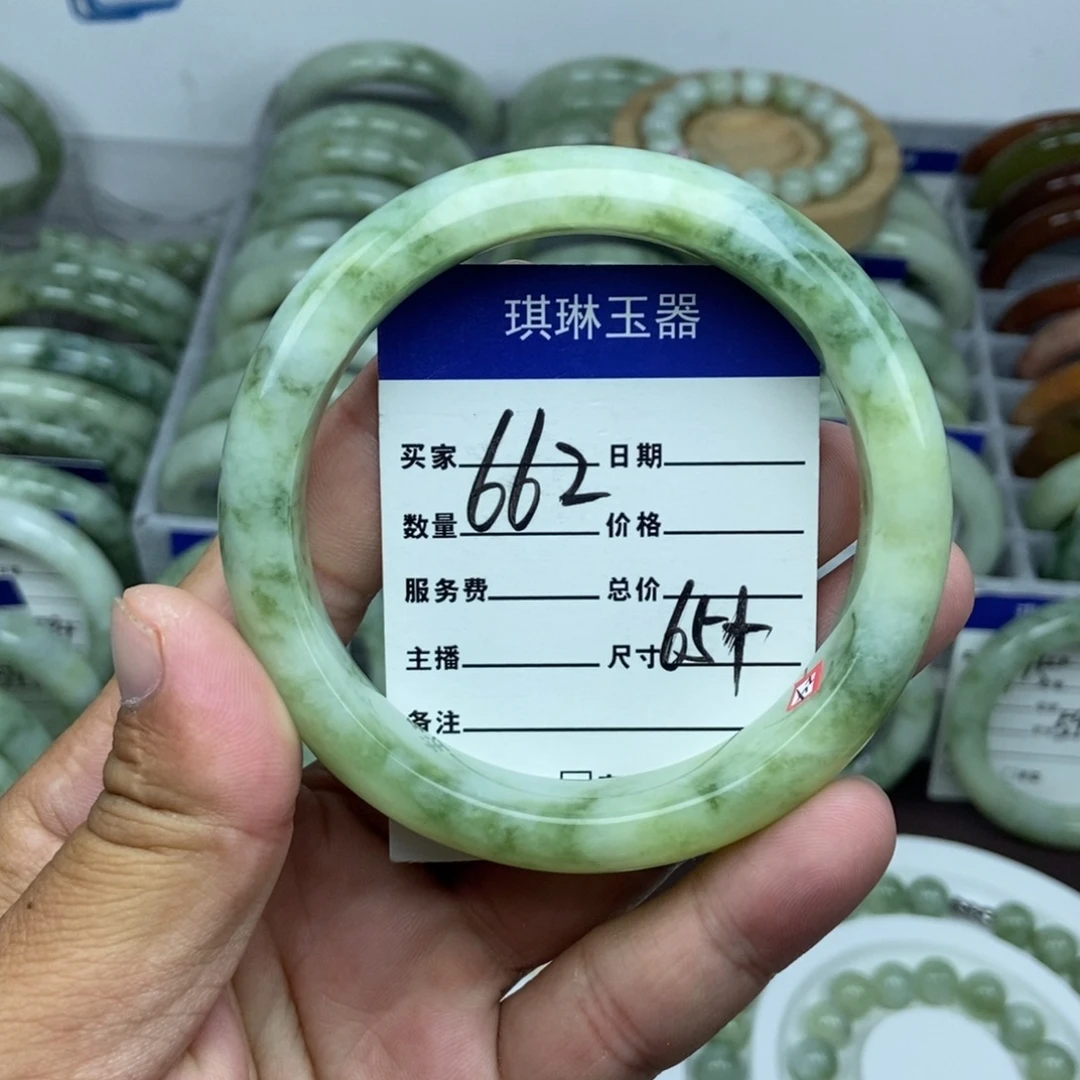 琪琳玉器
买家 662 日期
数量 价格
服务费 总价
主播 尺寸 65+
备注